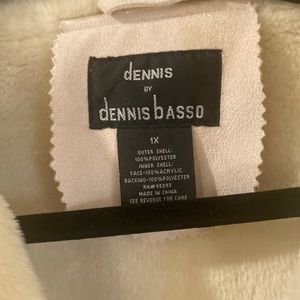 dENNIS
BY
dENNIS bASSO
1X
OUTER SHELL:
100%POLYESTER
INNER SHELL:
FACE-100%ACRYLIC
BACKING-100%POLYESTER
RN#98393
MADE IN CHINA
SEE REVERSE FOR CARE